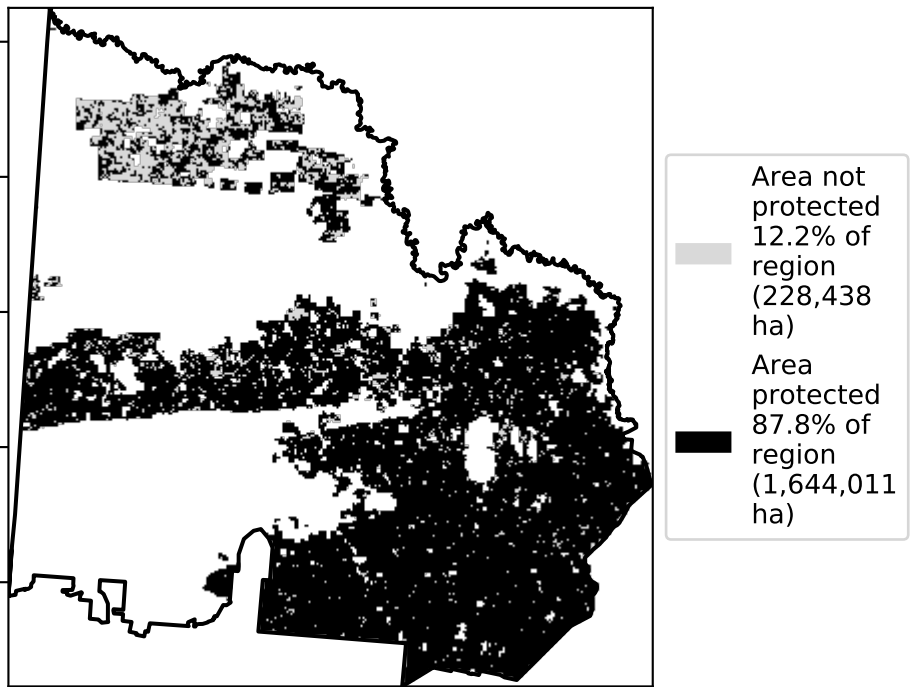 Area not
protected
12.2% of
region
(228,438
ha)
Area
protected
87.8% of
region
(1,644,011
ha)